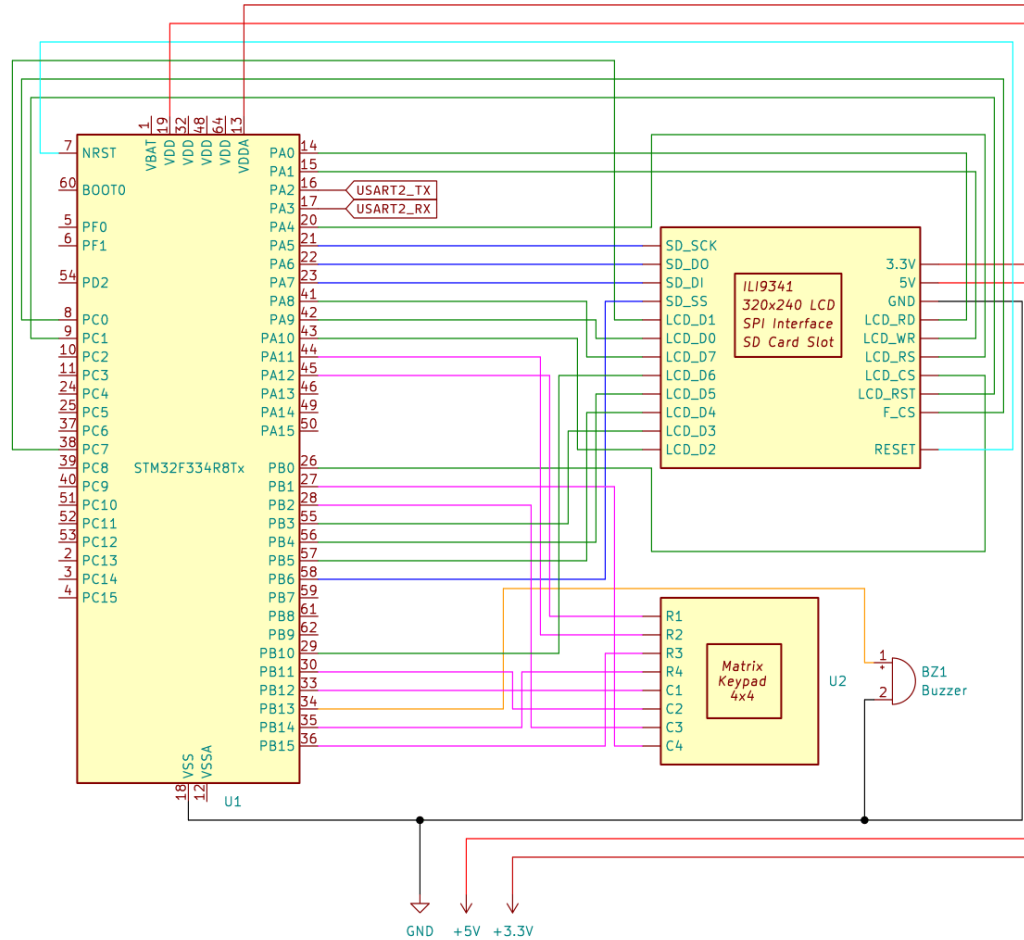 1
19
32
48
64
13
VBAT
VDD
VDD
VDD
VDD
VDDA
7 NRST
60 BOOT0
5 PF0
6 PF1
54 PD2
8 PC0
9 PC1
10 PC2
11 PC3
24 PC4
25 PC5
37 PC6
38 PC7
39 PC8
40 PC9
51 PC10
52 PC11
53 PC12
2 PC13
3 PC14
4 PC15
STM32F334R8Tx
PA0 14
PA1 15
PA2 16 USART2_TX
PA3 17 USART2_RX
PA4 20
PA5 21
PA6 22
PA7 23
PA8 41
PA9 42
PA10 43
PA11 44
PA12 45
PA13 46
PA14 49
PA15 50
PB0 26
PB1 27
PB2 28
PB3 55
PB4 56
PB5 57
PB6 58
PB7 59
PB8 61
PB9 62
PB10 29
PB11 30
PB12 33
PB13 34
PB14 35
PB15 36
VSS
VSSA
18
12
U1
SD_SCK
SD_DO
SD_DI
SD_SS
LCD_D1
LCD_D0
LCD_D7
LCD_D6
LCD_D5
LCD_D4
LCD_D3
LCD_D2
ILI9341
320x240 LCD
SPI Interface
SD Card Slot
3.3V
5V
GND
LCD_RD
LCD_WR
LCD_RS
LCD_CS
LCD_RST
F_CS
RESET
R1
R2
R3
R4
C1
C2
C3
C4
Matrix
Keypad
4x4
U2
1
+
2
BZ1
Buzzer
GND
+5V
+3.3V